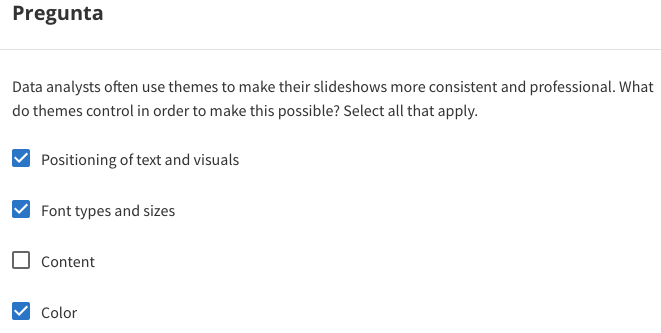 Pregunta
Data analysts often use themes to make their slideshows more consistent and professional. What
do themes control in order to make this possible? Select all that apply.
Positioning of text and visuals
Font types and sizes
Content
Color